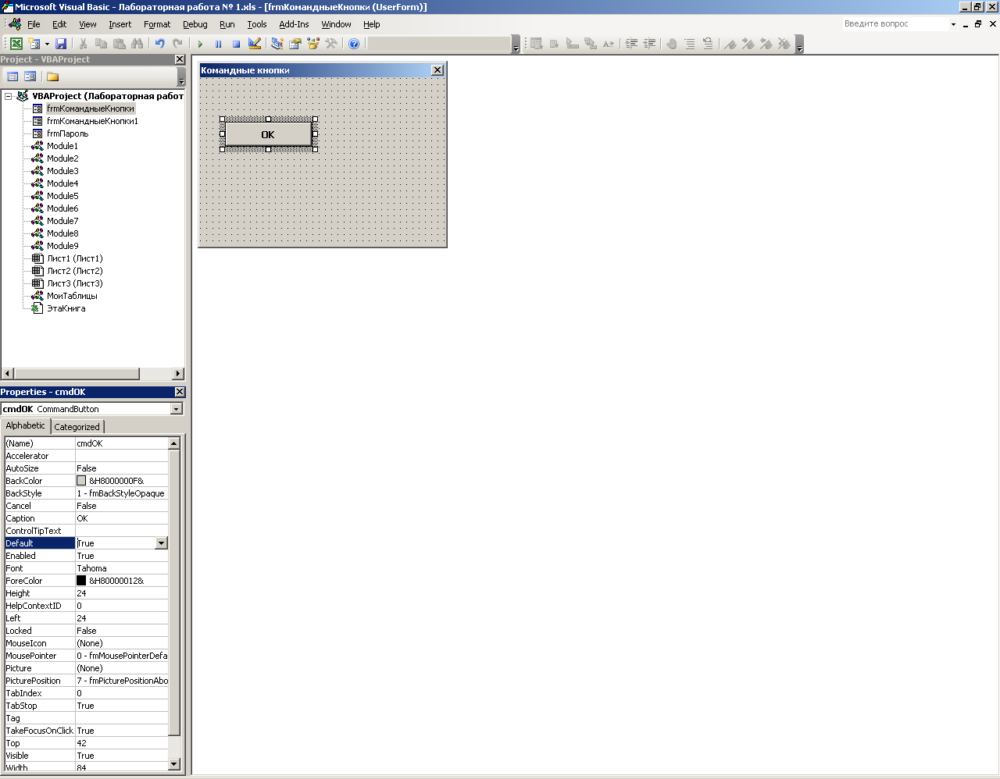 Microsoft Visual Basic - Лабораторная работа № 1.xls - [frmКомандныеКнопки (UserForm)]
File Edit View Insert Format Debug Run Tools Add-Ins Window Help
Введите вопрос
Project - VBAProject
VBAProject (Лабораторная работ
frmКомандныеКнопки
frmКомандныеКнопки1
frmПароль
Module1
Module2
Module3
Module4
Module5
Module6
Module7
Module8
Module9
Лист1 (Лист1)
Лист2 (Лист2)
Лист3 (Лист3)
МоиТаблицы
ЭтаКнига
Командные кнопки
OK
Properties - cmdOK
cmdOK CommandButton
Alphabetic Categorized
(Name) cmdOK
Accelerator
AutoSize False
BackColor &H8000000F&
BackStyle 1 - fmBackStyleOpaque
Cancel False
Caption OK
ControlTipText
Default True
Enabled True
Font Tahoma
ForeColor &H80000012&
Height 24
HelpContextID 0
Left 24
Locked False
MouseIcon (None)
MousePointer 0 - fmMousePointerDefa
Picture (None)
PicturePosition 7 - fmPicturePositionAbo
TabIndex 0
TabStop True
Tag
TakeFocusOnClick True
Top 42
Visible True
Width 84